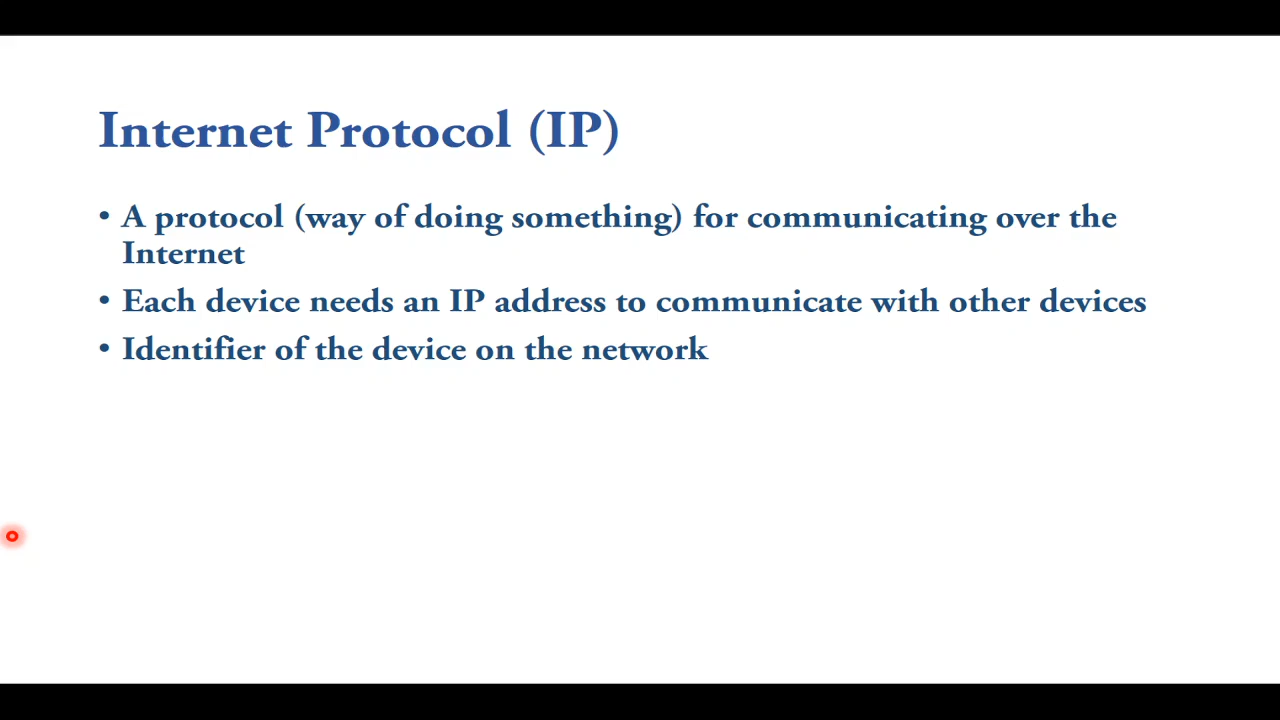 Internet Protocol (IP)
• A protocol (way of doing something) for communicating over the
Internet
• Each device needs an IP address to communicate with other devices
• Identifier of the device on the network